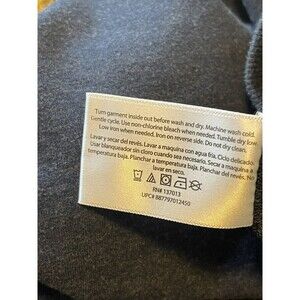 Turn garment inside out before wash and dry. Machine wash cold.
Gentle cycle. Use non-chlorine bleach when needed. Tumble dry low.
Low iron when needed. Iron on reverse side. Do not dry clean.
Lavar y secar del revés. Lavar a maquina con agua fria. Ciclo delicado.
Usar blanqueador sin cloro cuando sea necesario. Secar a maquina a
temperatura baja. Planchar a temperatura baja. Planchar del revés. No
lavar en seco.
RN# 137013
UPC# 887797012450